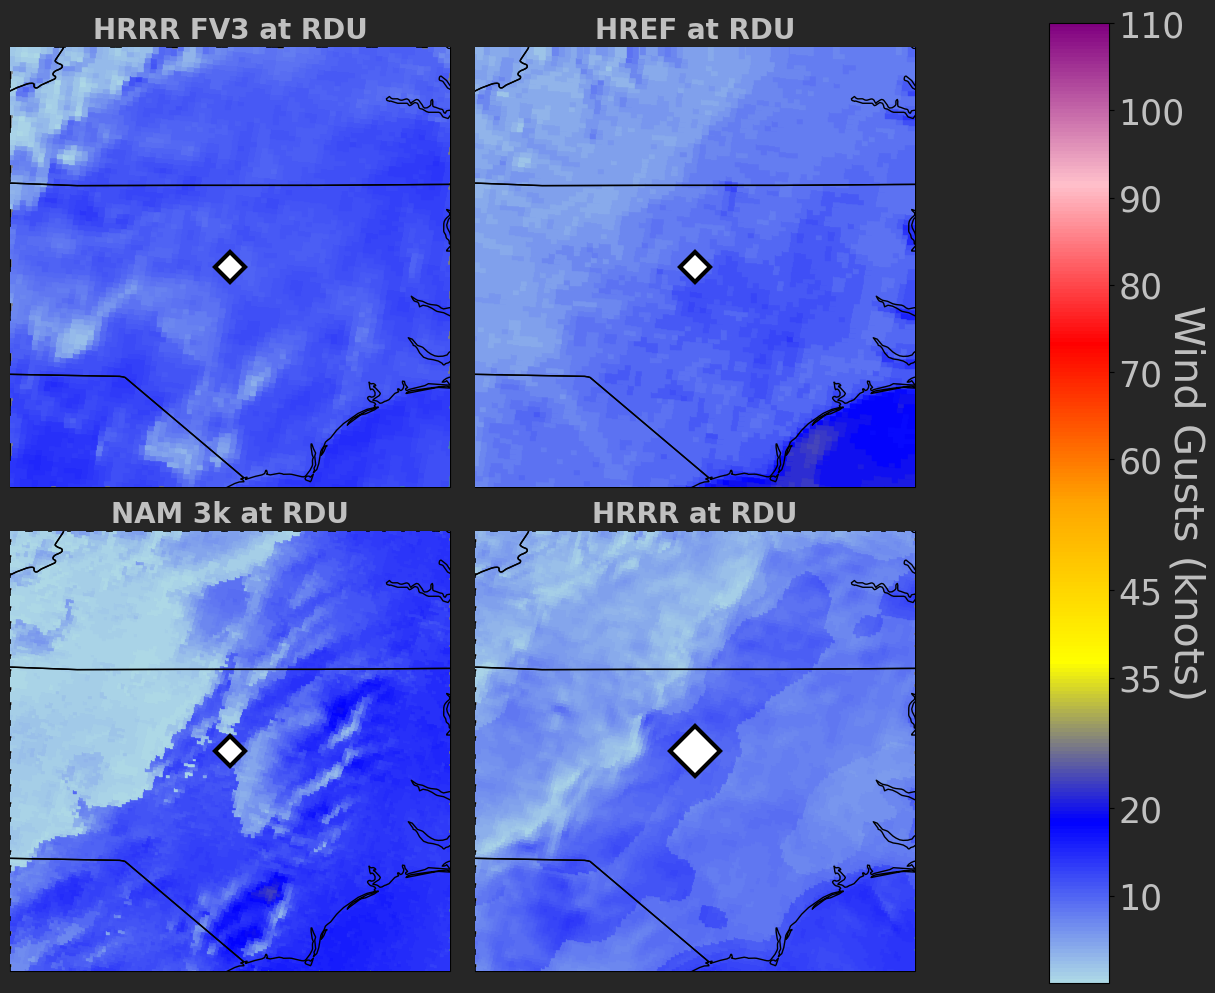 HRRR FV3 at RDU
HREF at RDU
NAM 3k at RDU
HRRR at RDU
110
100
90
80
70
60
45
35
20
10
Wind Gusts (knots)